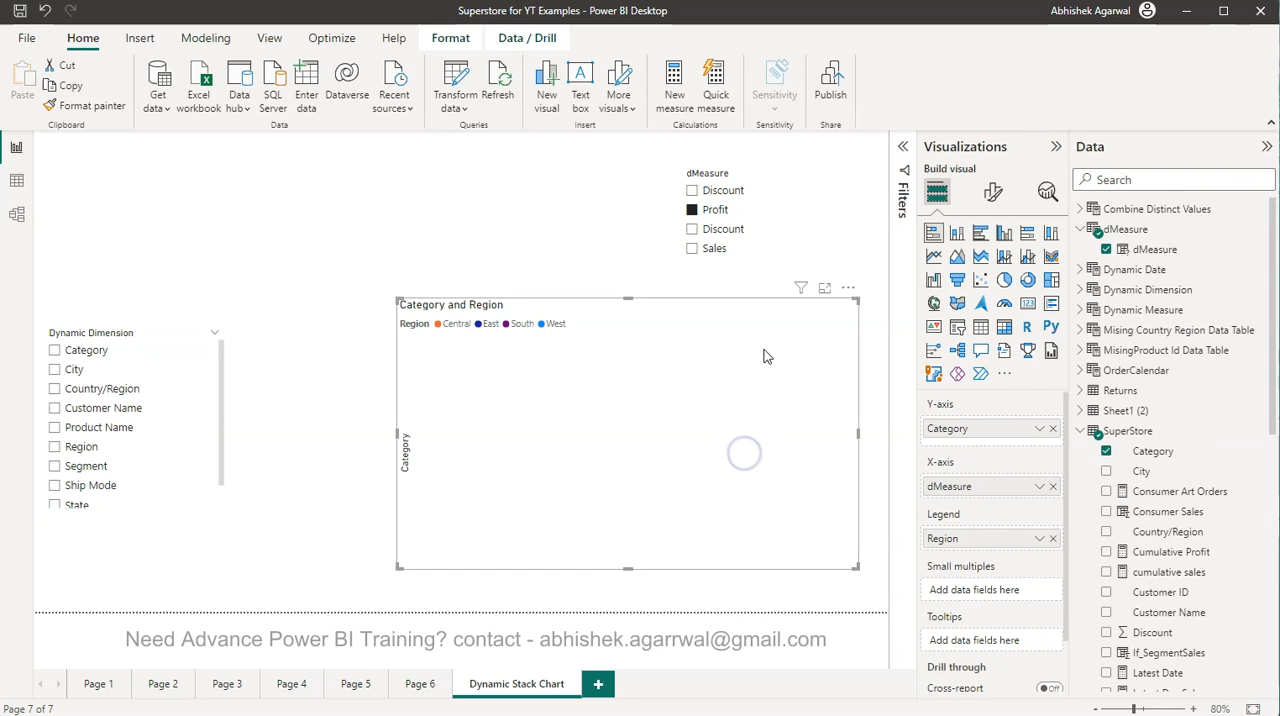 Superstore for YT Examples - Power BI Desktop
Abhishek Agarwal
File Home Insert Modeling View Optimize Help Format Data / Drill
Paste
Cut
Copy
Format painter
Clipboard
Get data
Excel workbook
Data hub
SQL Server
Enter data
Dataverse
Recent sources
Data
Transform data
Refresh
Queries
New visual
Text box
More visuals
Insert
New measure
Quick measure
Calculations
Sensitivity
Sensitivity
Publish
Share
dMeasure
Discount
Profit
Discount
Sales
Dynamic Dimension
Category
City
Country/Region
Customer Name
Product Name
Region
Segment
Ship Mode
State
Category and Region
Region Central East South West
Category
Need Advance Power BI Training? contact - abhishek.agarrwal@gmail.com
Filters
Visualizations
Build visual
R Py
123
Y-axis
Category
X-axis
dMeasure
Legend
Region
Small multiples
Add data fields here
Tooltips
Add data fields here
Drill through
Cross-report
Off
Data
Search
Combine Distinct Values
dMeasure
dMeasure
Dynamic Date
Dynamic Dimension
Dynamic Measure
Mising Country Region Data Table
MisingProduct Id Data Table
OrderCalendar
Returns
Sheet1 (2)
SuperStore
Category
City
Consumer Art Orders
Consumer Sales
Country/Region
Cumulative Profit
cumulative sales
Customer ID
Customer Name
Discount
If_SegmentSales
Latest Date
Page 1 Page 2 Page 3 Page 4 Page 5 Page 6 Dynamic Stack Chart +
Page 7 of 7
- + 80%